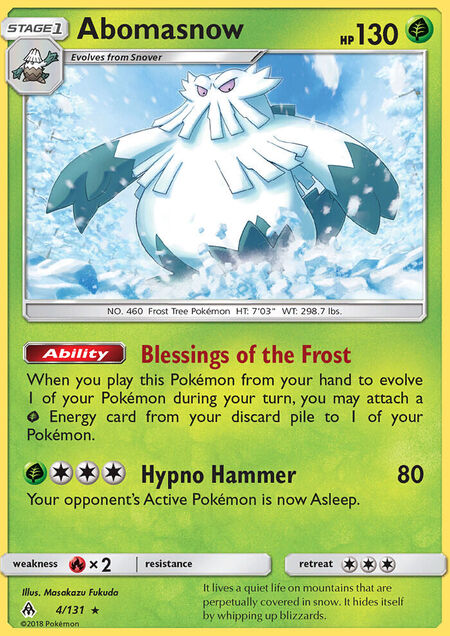 STAGE1
Abomasnow
HP130
Evolves from Snover
NO. 460 Frost Tree Pokémon HT: 7'03" WT: 298.7 lbs.
Ability Blessings of the Frost
When you play this Pokémon from your hand to evolve
1 of your Pokémon during your turn, you may attach a
Energy card from your discard pile to 1 of your
Pokémon.
Hypno Hammer 80
Your opponent's Active Pokémon is now Asleep.
weakness ×2 resistance retreat
Illus. Masakazu Fukuda
4/131 ★
©2018 Pokémon
It lives a quiet life on mountains that are
perpetually covered in snow. It hides itself
by whipping up blizzards.